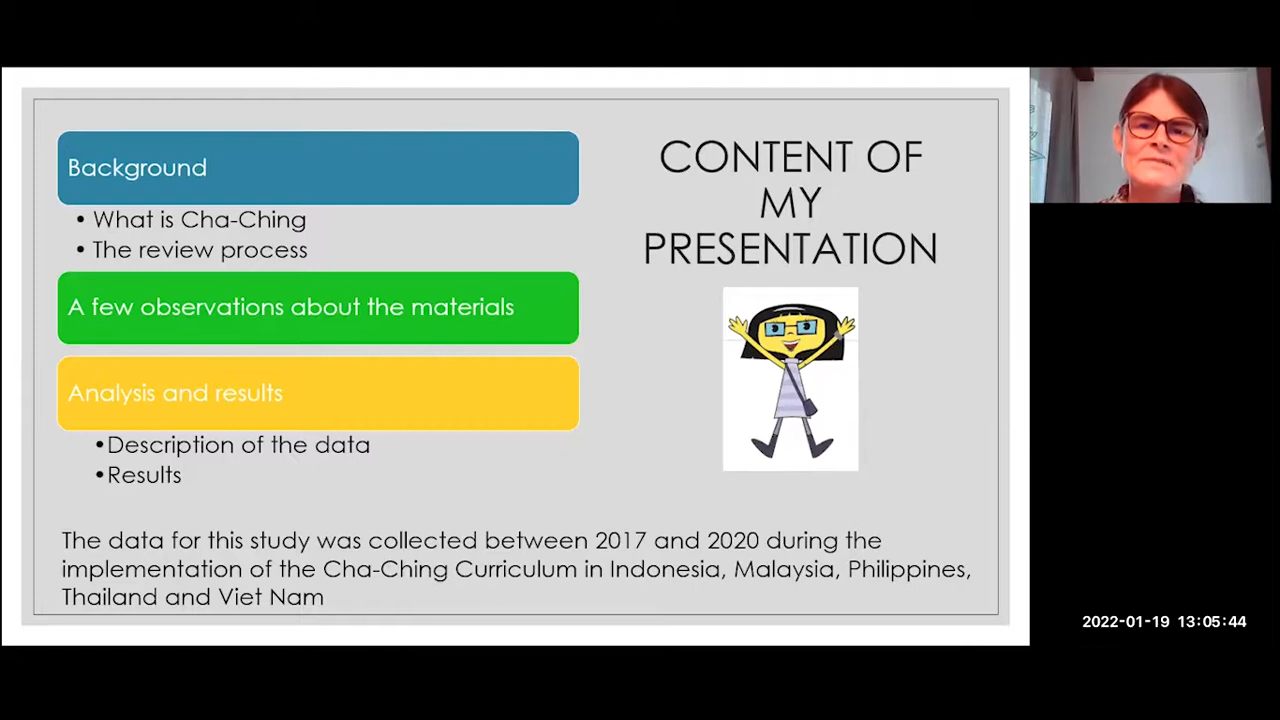 Background
• What is Cha-Ching
• The review process
A few observations about the materials
Analysis and results
•Description of the data
•Results
CONTENT OF
MY
PRESENTATION
The data for this study was collected between 2017 and 2020 during the
implementation of the Cha-Ching Curriculum in Indonesia, Malaysia, Philippines,
Thailand and Viet Nam
2022-01-19 13:05:44